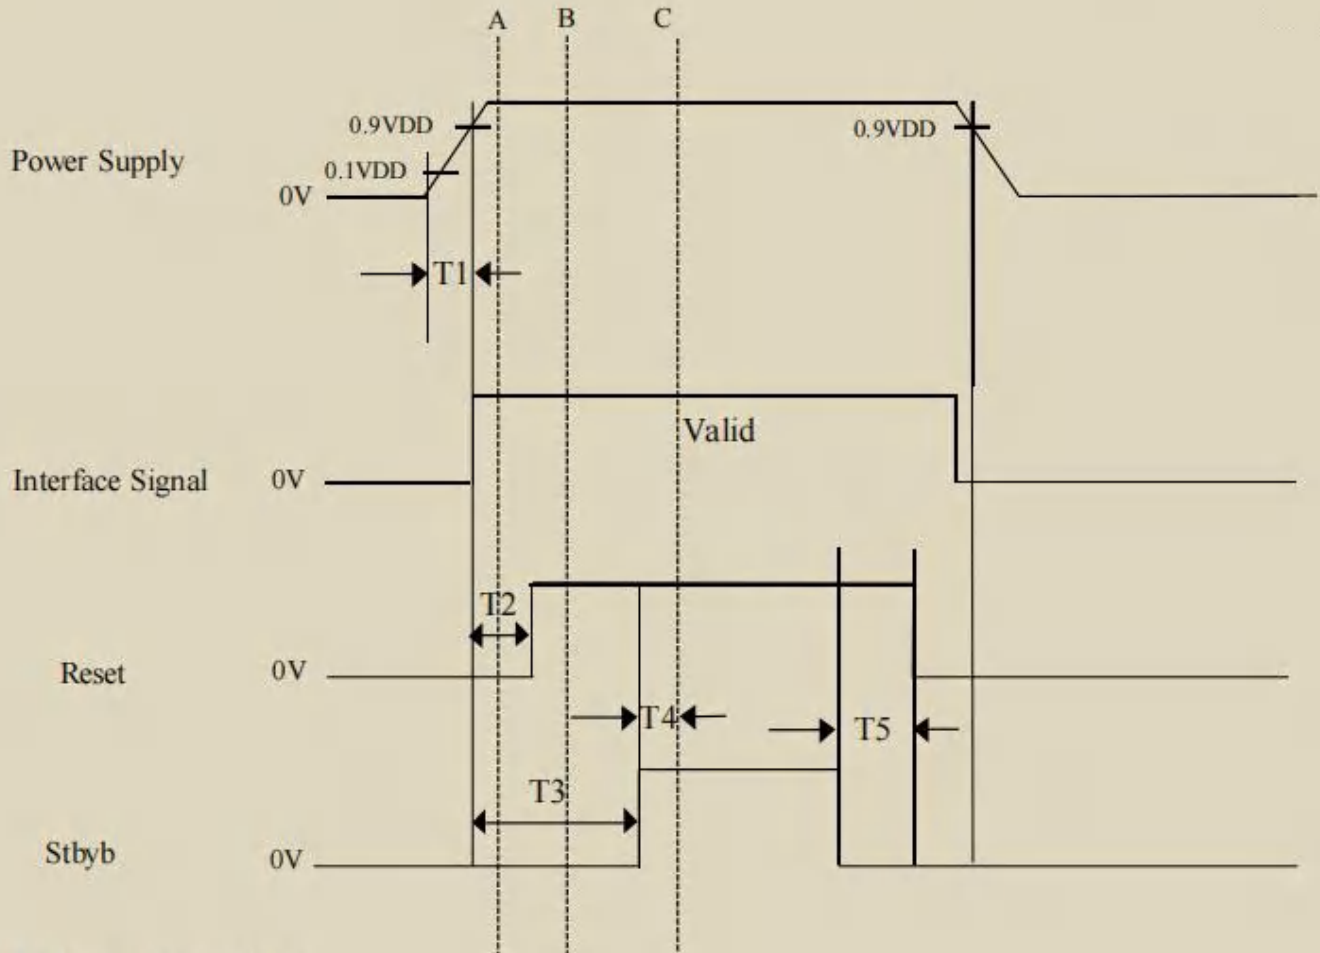 A
B
C
0.9VDD
0.9VDD
Power Supply
0.1VDD
0V
T1
Valid
Interface Signal
0V
T2
Reset
0V
T4
T5
T3
Stbyb
0V